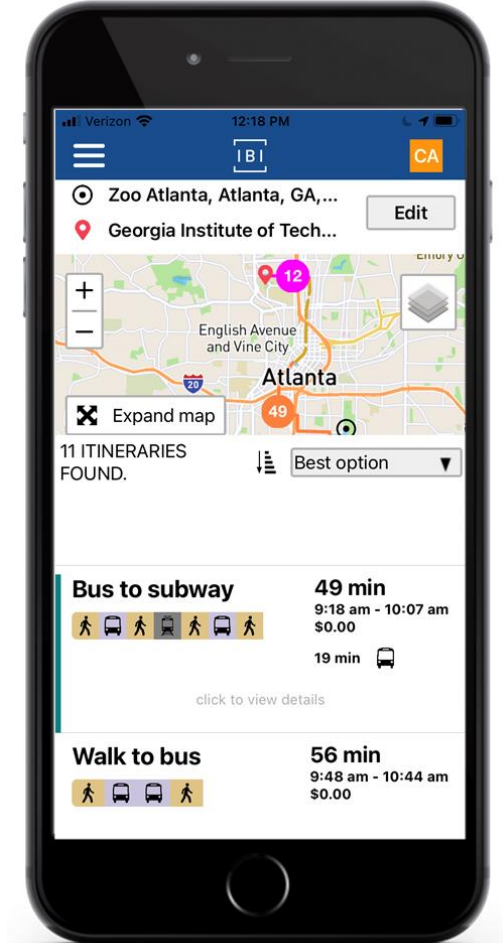 Verizon 12:18 PM
IBI
CA
Zoo Atlanta, Atlanta, GA,...
Georgia Institute of Tech...
Edit
12
+
−
English Avenue
and Vine City
20
Atlanta
49
Expand map
11 ITINERARIES
FOUND.
Best option
Bus to subway 49 min
9:18 am - 10:07 am
$0.00
19 min
click to view details
Walk to bus 56 min
9:48 am - 10:44 am
$0.00